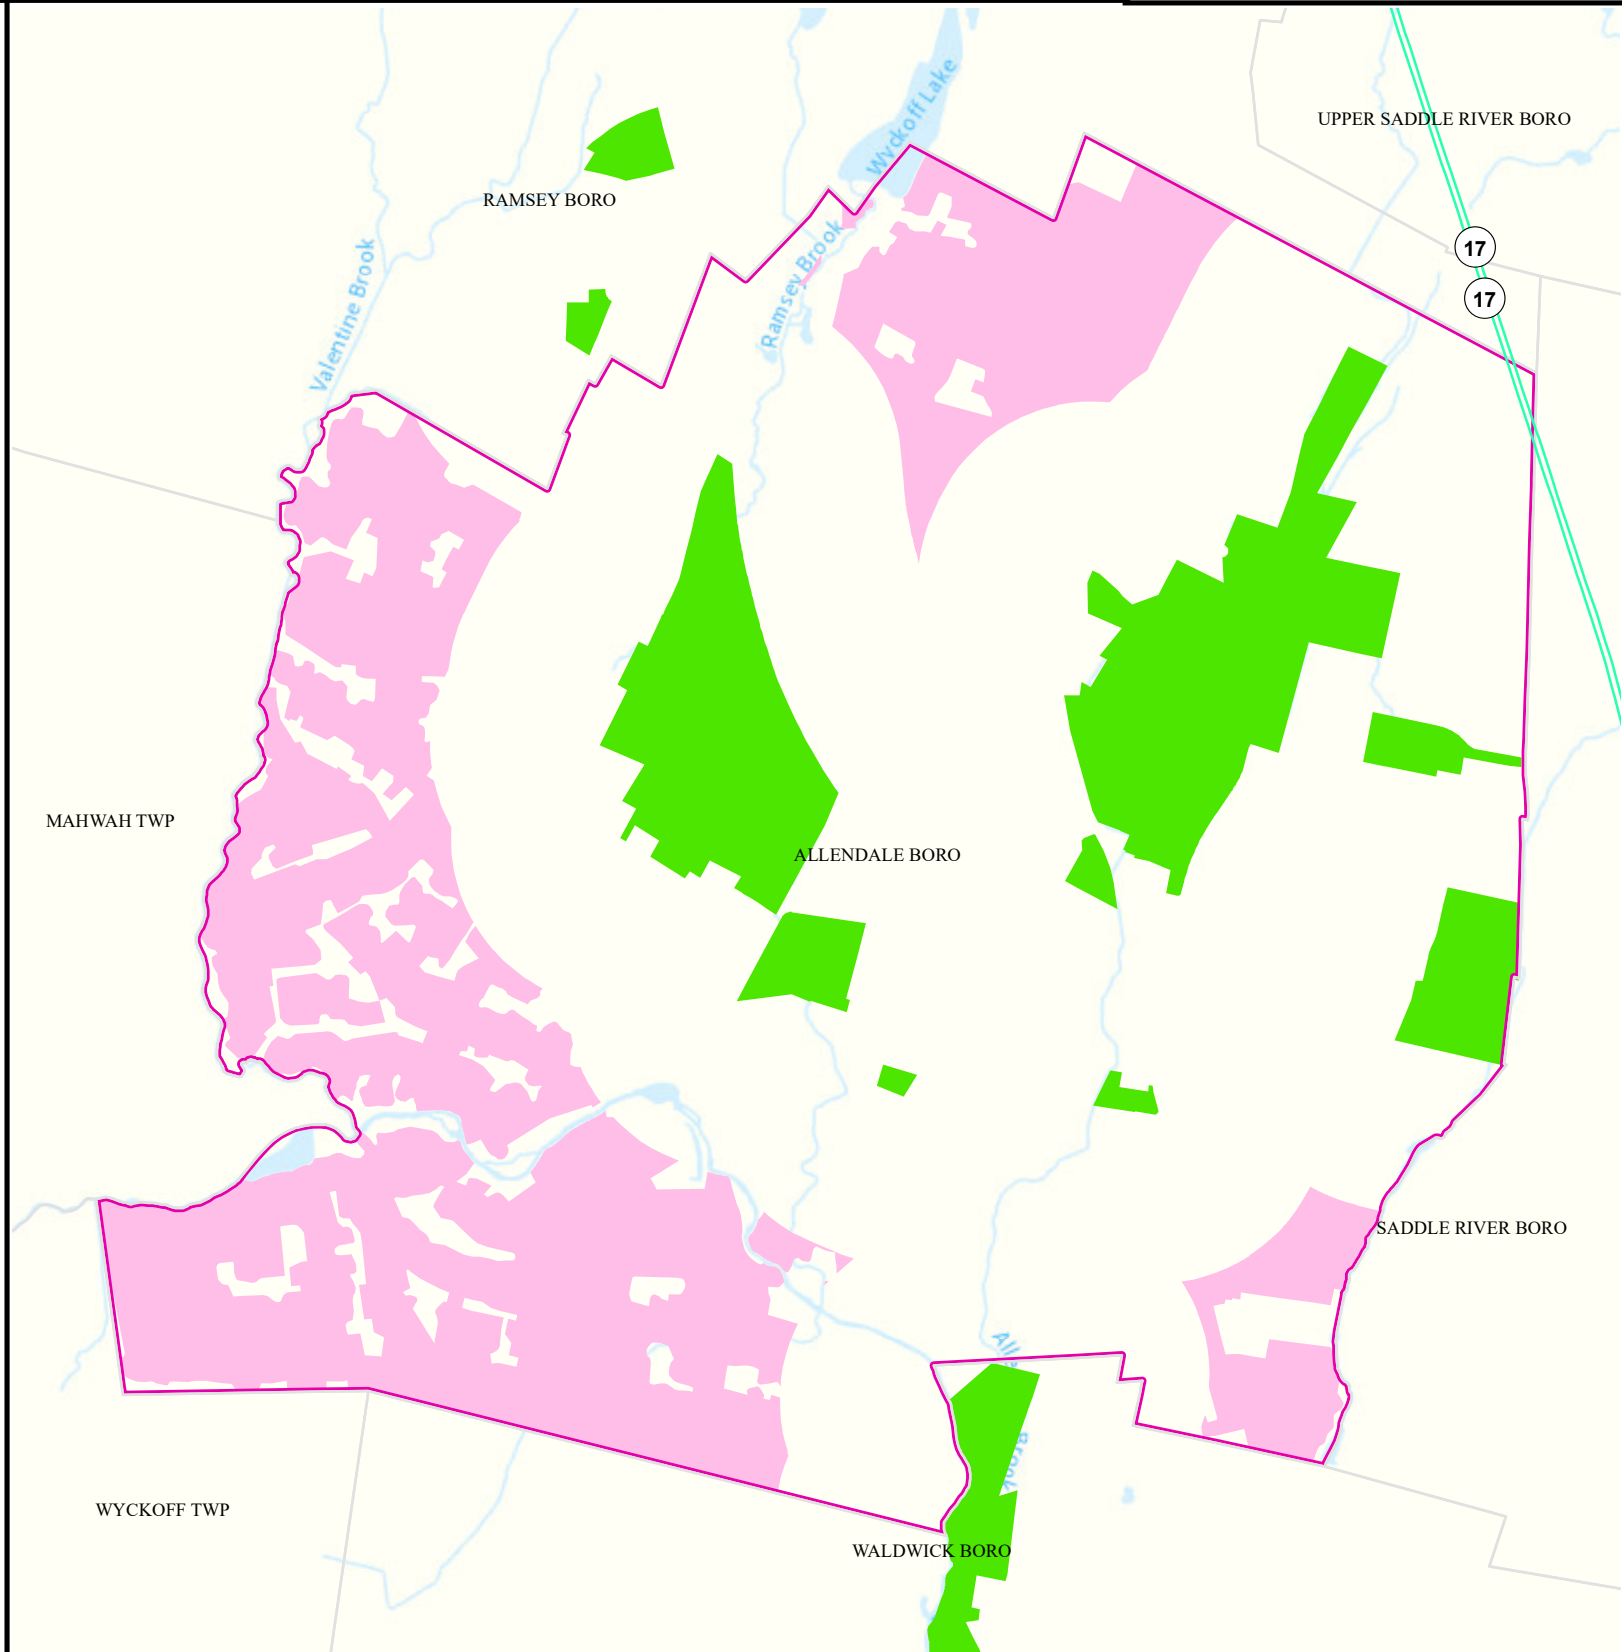 Wyckoff Lake
UPPER SADDLE RIVER BORO
RAMSEY BORO
17
17
Valentine Brook
Ramsey Brook
MAHWAH TWP
ALLENDALE BORO
SADDLE RIVER BORO
Brook
WYCKOFF TWP
WALDWICK BORO